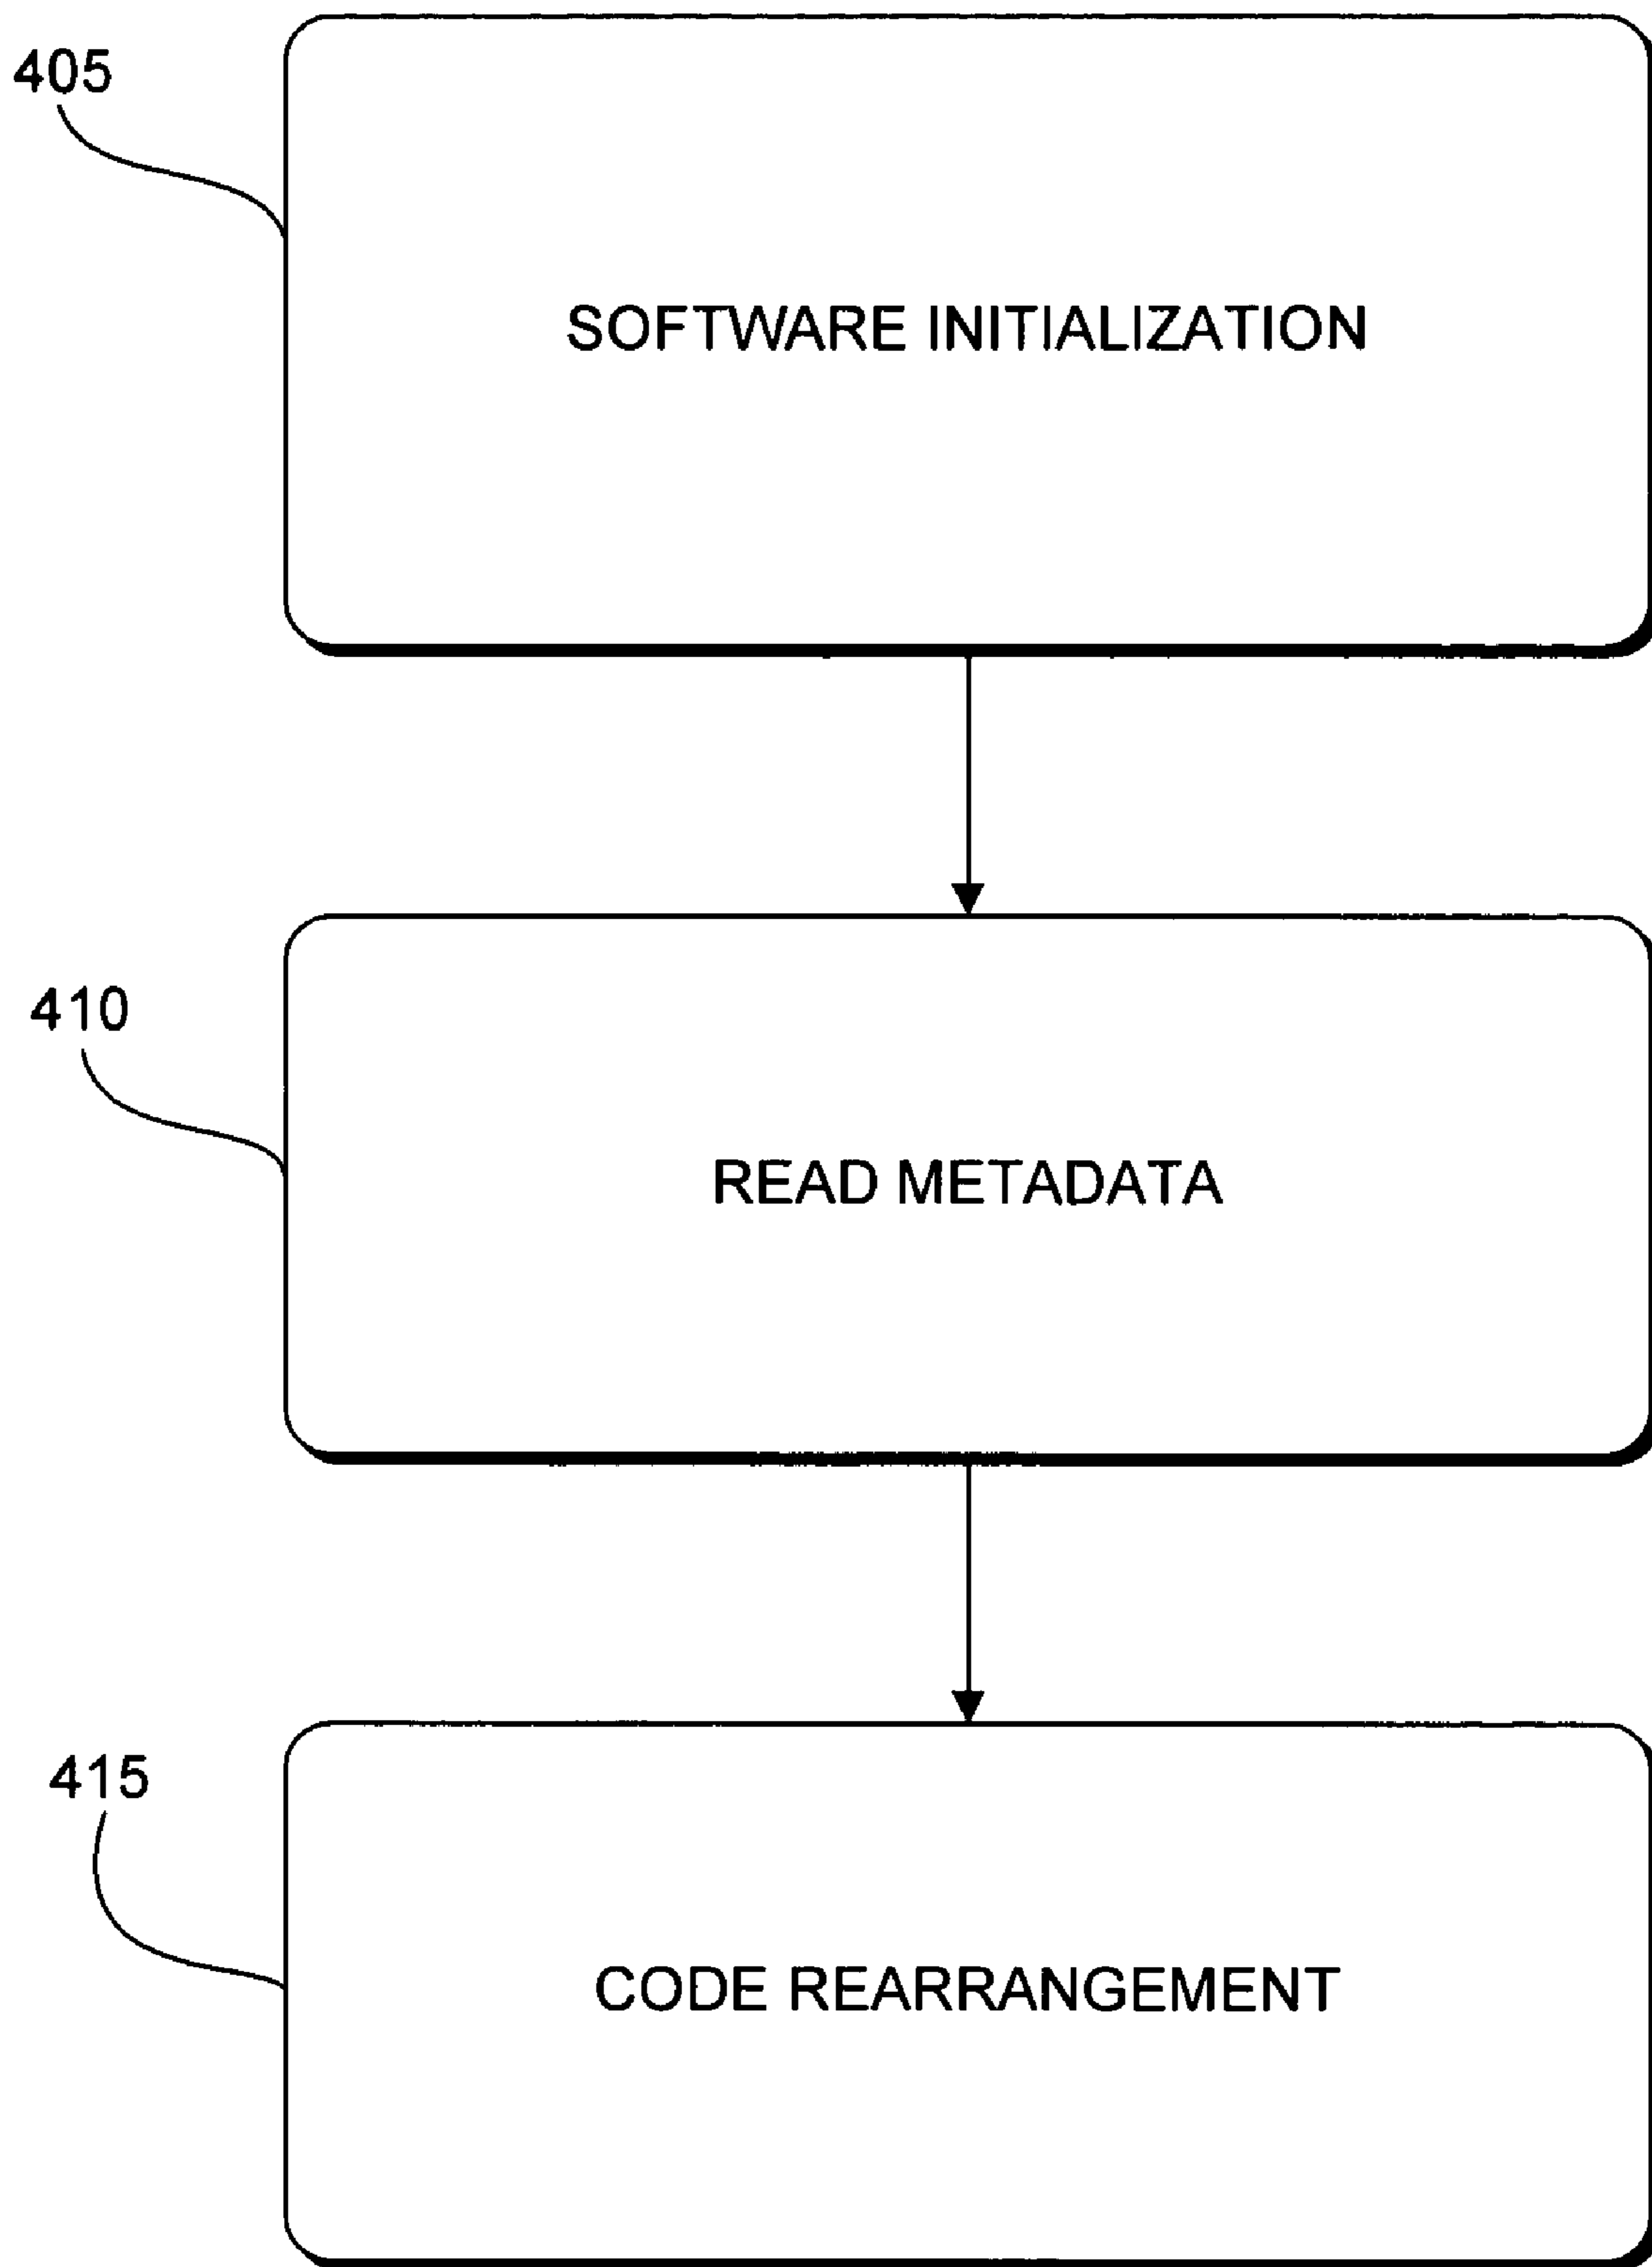 405
SOFTWARE INITIALIZATION
410
READ METADATA
415
CODE REARRANGEMENT